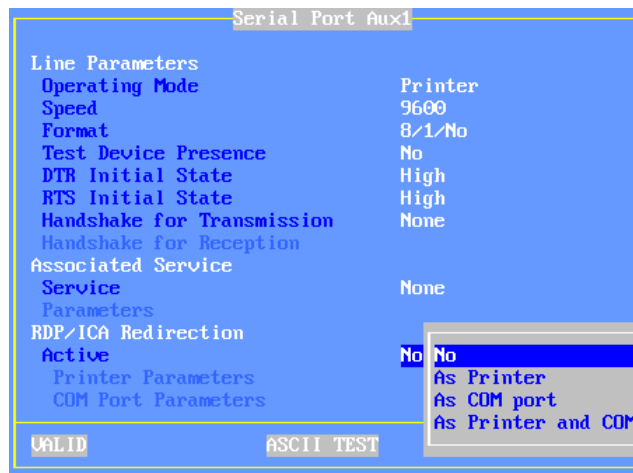 Serial Port Aux1
Line Parameters
Operating Mode Printer
Speed 9600
Format 8/1/No
Test Device Presence No
DTR Initial State High
RTS Initial State High
Handshake for Transmission None
Handshake for Reception
Associated Service
Service None
Parameters
RDP/ICA Redirection
Active No No
Printer Parameters As Printer
COM Port Parameters As COM port
As Printer and COM
VALID ASCII TEST